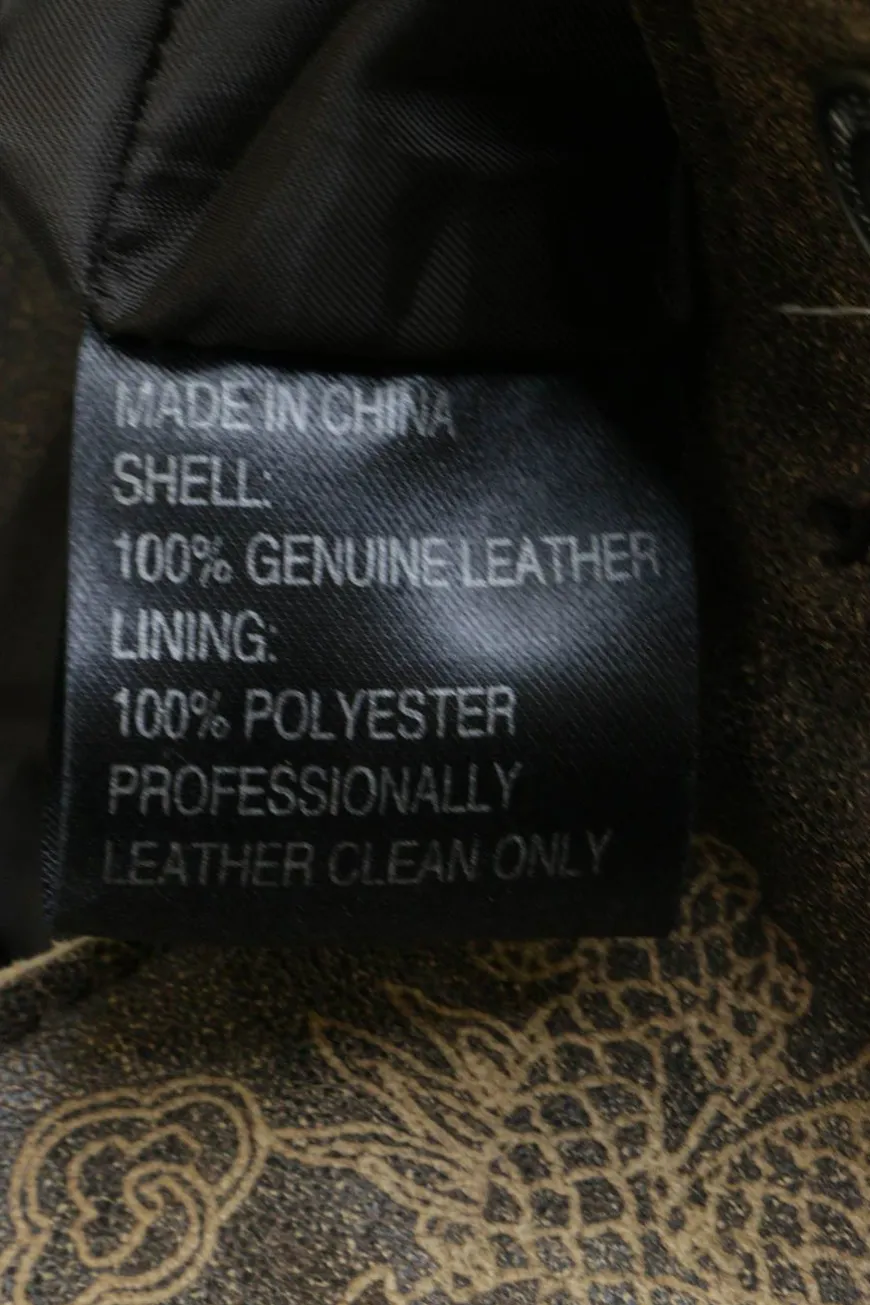 MADE IN CHINA
SHELL:
100% GENUINE LEATHER
LINING:
100% POLYESTER
PROFESSIONALLY
LEATHER CLEAN ONLY